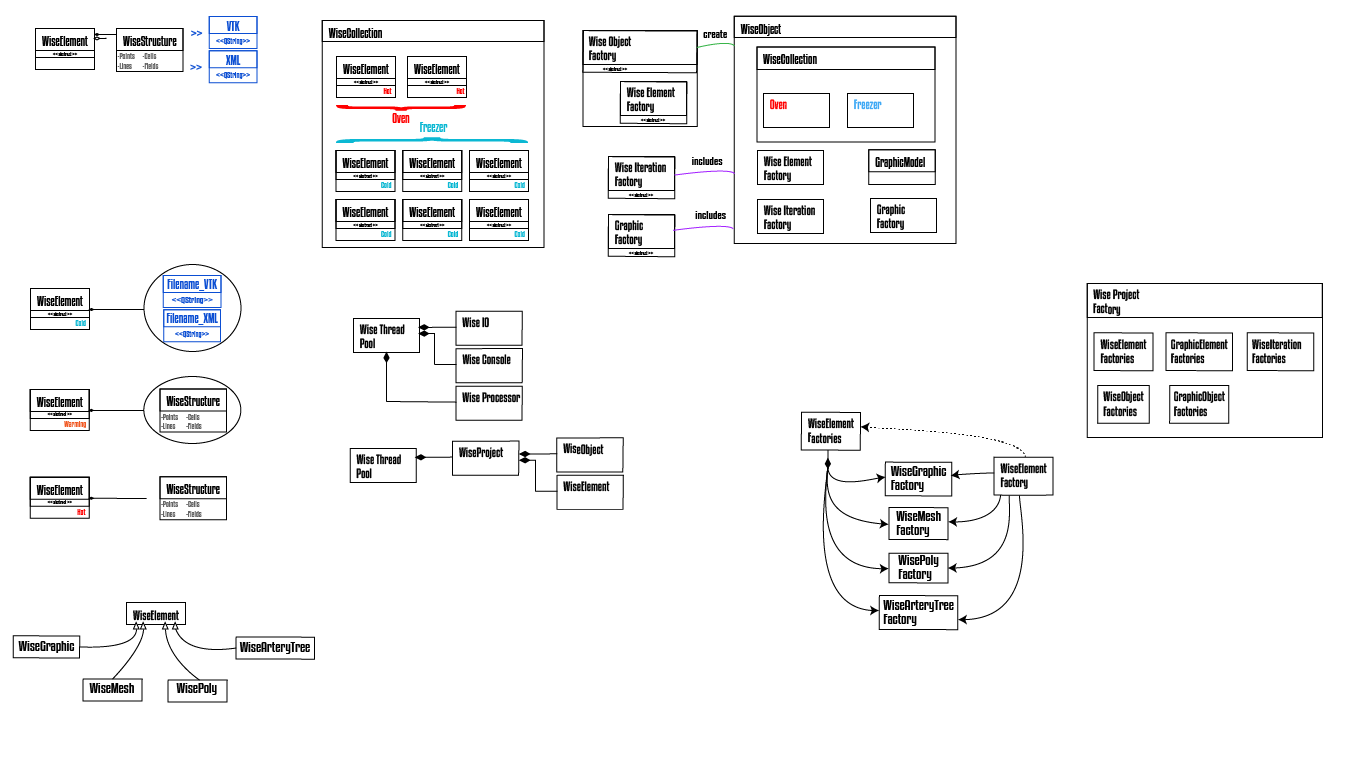 WiseElement
<<abstract>>
WiseStructure
-Points -Cells
-Lines -Fields
>>
VTK
<<QString>>
>>
XML
<<QString>>
WiseCollection
WiseElement
<<abstract>>
Hot
WiseElement
<<abstract>>
Hot
Oven
Freezer
WiseElement
<<abstract>>
Cold
WiseElement
<<abstract>>
Cold
WiseElement
<<abstract>>
Cold
WiseElement
<<abstract>>
Cold
WiseElement
<<abstract>>
Cold
WiseElement
<<abstract>>
Cold
Wise Object
Factory
<<abstract>>
Wise Element
Factory
<<abstract>>
create
Wise Iteration
Factory
<<abstract>>
includes
Graphic
Factory
<<abstract>>
includes
WiseObject
WiseCollection
Oven
Freezer
Wise Element
Factory
GraphicModel
Wise Iteration
Factory
Graphic
Factory
WiseElement
<<abstract>>
Cold
Filename_VTK
<<QString>>
Filename_XML
<<QString>>
WiseElement
<<abstract>>
Warming
WiseStructure
-Points -Cells
-Lines -Fields
WiseElement
<<abstract>>
Hot
WiseStructure
-Points -Cells
-Lines -Fields
Wise Thread
Pool
Wise IO
Wise Console
Wise Processor
Wise Thread
Pool
WiseProject
WiseObject
WiseElement
Wise Project
Factory
WiseElement
Factories
GraphicElement
Factories
WiseIteration
Factories
WiseObject
Factories
GraphicObject
Factories
WiseElement
Factories
WiseGraphic
Factory
WiseElement
Factory
WiseMesh
Factory
WisePoly
Factory
WiseArteryTree
Factory
WiseElement
WiseGraphic
WiseArteryTree
WiseMesh
WisePoly